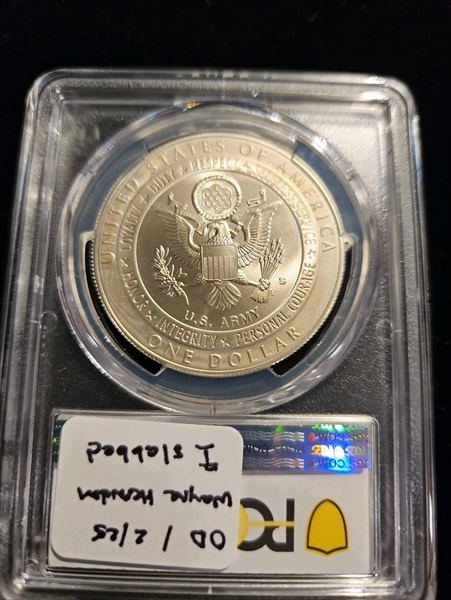 UNITED STATES OF AMERICA
LOYALTY ★ DUTY ★ RESPECT ★ SELFLESS SERVICE ★
HONOR ★ INTEGRITY ★ PERSONAL COURAGE
S
U.S. ARMY
ONE DOLLAR
OD / 2/25
Wayne Herndon
I slabbed